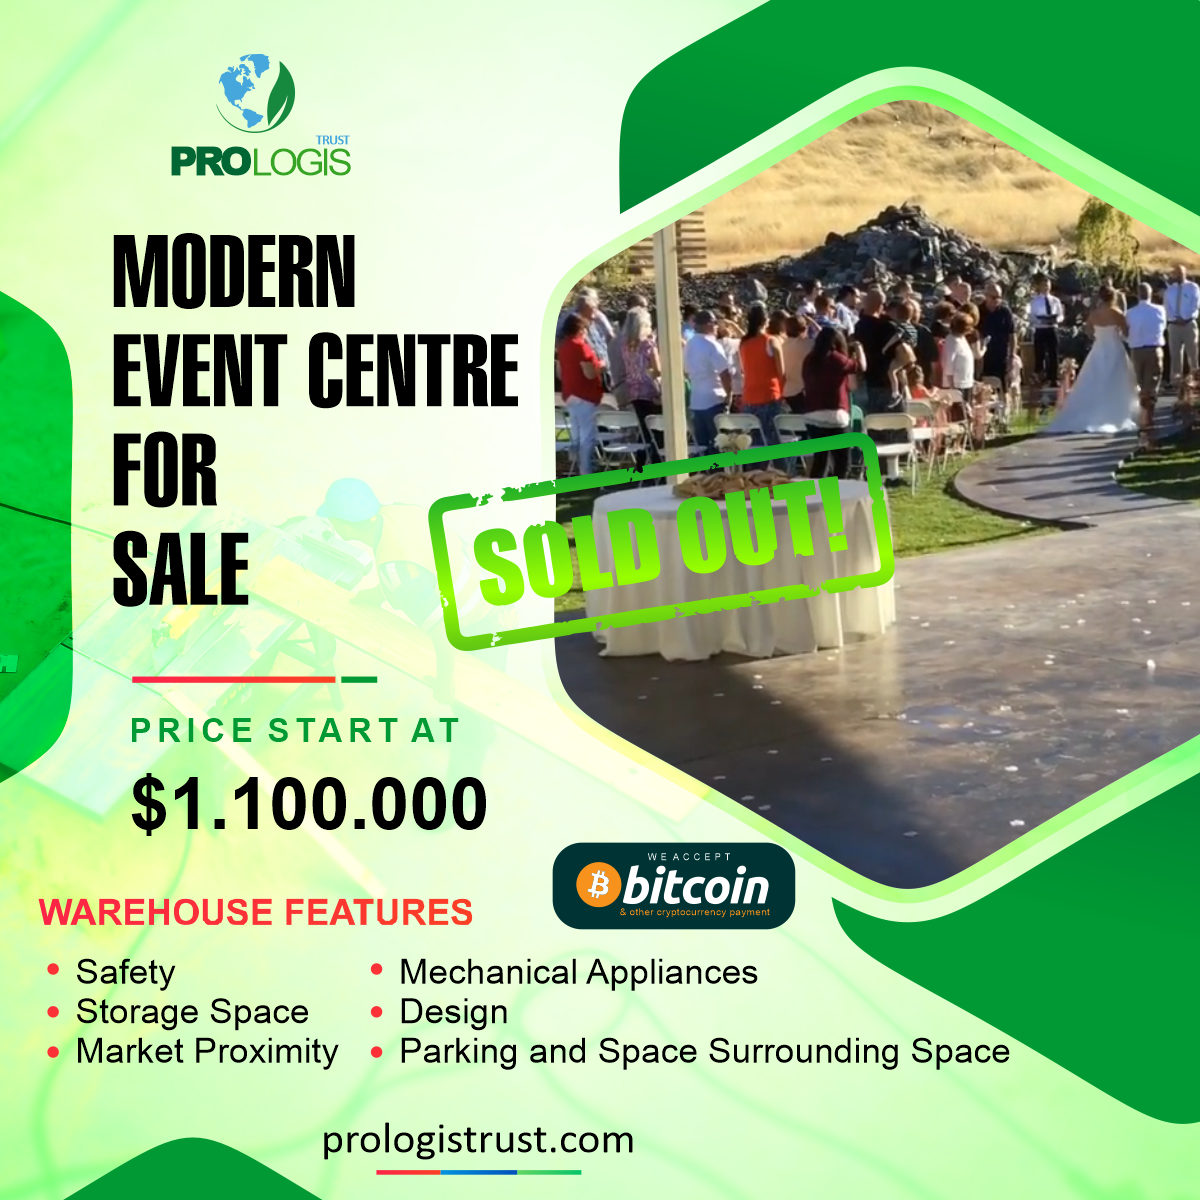 TRUST
PROLOGIS
MODERN
EVENT CENTRE
FOR
SALE
SOLD OUT!
PRICE START AT
$1.100.000
WE ACCEPT
bitcoin
& other cryptocurrency payment
WAREHOUSE FEATURES
• Safety
• Storage Space
• Market Proximity
• Mechanical Appliances
• Design
• Parking and Space Surrounding Space
prologistrust.com